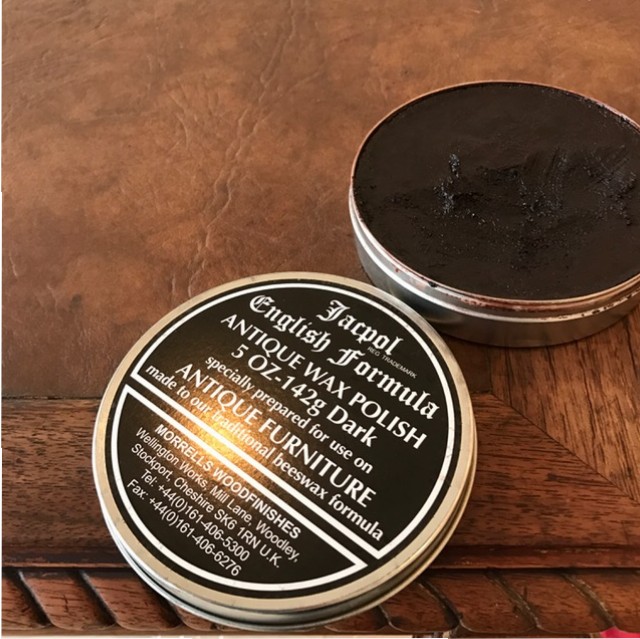 Jacpol
REG TRADEMARK
English Formula
ANTIQUE WAX POLISH
5 OZ-142g Dark
specially prepared for use on
ANTIQUE FURNITURE
made to our traditional beeswax formula
MORRELLS WOODFINISHES
Wellington Works, Mill Lane, Woodley,
Stockport, Cheshire SK6 1RN U.K.
Tel: +44(0)161-406-5300
Fax: +44(0)161-406-6276